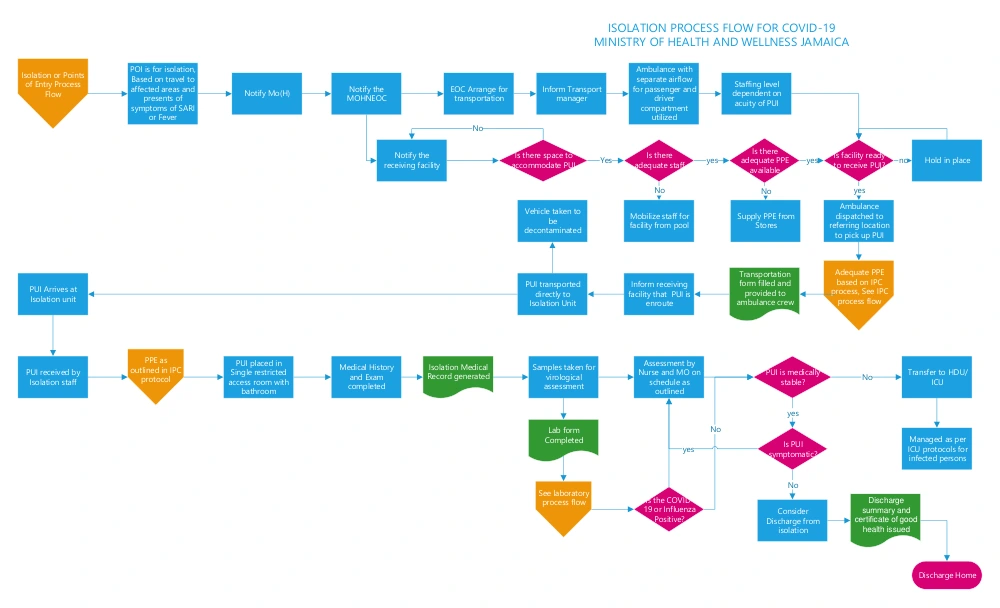 ISOLATION PROCESS FLOW FOR COVID-19
MINISTRY OF HEALTH AND WELLNESS JAMAICA
Isolation or Points
of Entry Process
Flow
POI is for isolation,
Based on travel to
affected areas and
presents of
symptoms of SARI
or Fever
Notify Mo(H)
Notify the
MOHNEOC
EOC Arrange for
transportation
Inform Transport
manager
Ambulance with
separate airflow
for passenger and
driver
compartment
utilized
Staffing level
dependent on
acuity of PUI
No
Notify the
receiving facility
Is there space to
accommodate PUI
Yes
Is there
adequate staff
yes
Is there
adequate PPE
available
yes
Is facility ready
to receive PUI?
no
Hold in place
No
No
yes
Vehicle taken to
be
decontaminated
Mobilize staff for
facility from pool
Supply PPE from
Stores
Ambulance
dispatched to
referring location
to pick up PUI
PUI Arrives at
Isolation unit
PUI transported
directly to
Isolation Unit
Inform receiving
facility that PUI is
enroute
Transportation
form filled and
provided to
ambulance crew
Adequate PPE
based on IPC
process, See IPC
process flow
PUI received by
Isolation staff
PPE as
outlined in IPC
protocol
PUI placed in
Single restricted
access room with
bathroom
Medical History
and Exam
completed
Isolation Medical
Record generated
Samples taken for
virological
assessment
Assessment by
Nurse and MO on
schedule as
outlined
PUI is medically
stable?
No
Transfer to HDU/
ICU
yes
Lab form
Completed
No
yes
Is PUI
symptomatic?
Managed as per
ICU protocols for
infected persons
No
See laboratory
process flow
Is the COVID-
19 or Influenza
Positive?
Consider
Discharge from
isolation
Discharge
summary and
certificate of good
health issued
Discharge Home